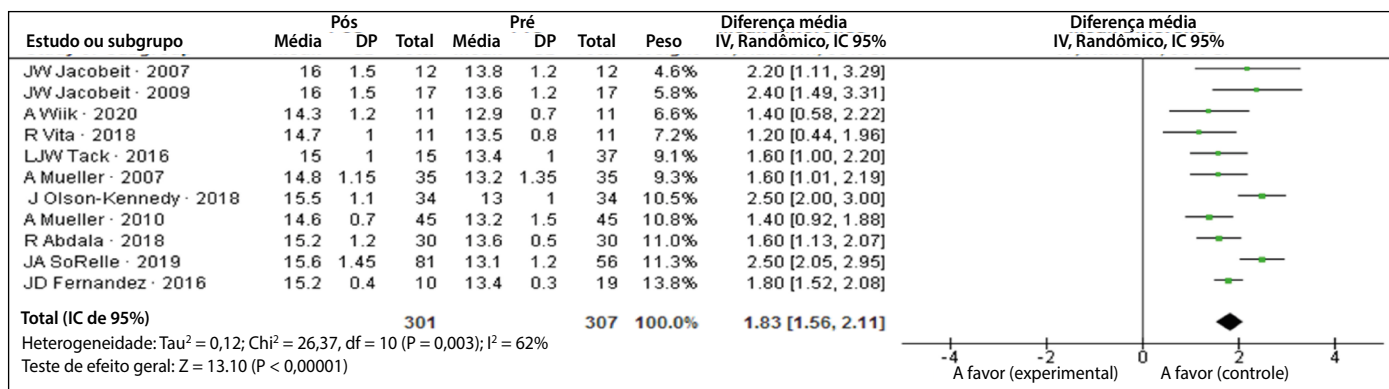 Pós Pré Diferença média Diferença média
Estudo ou subgrupo Média DP Total Média DP Total Peso IV, Randômico, IC 95% IV, Randômico, IC 95%
JW Jacobeit · 2007 16 1.5 12 13.8 1.2 12 4.6% 2.20 [1.11, 3.29]
JW Jacobeit · 2009 16 1.5 17 13.6 1.2 17 5.8% 2.40 [1.49, 3.31]
A Wiik · 2020 14.3 1.2 11 12.9 0.7 11 6.6% 1.40 [0.58, 2.22]
R Vita · 2018 14.7 1 11 13.5 0.8 11 7.2% 1.20 [0.44, 1.96]
LJW Tack · 2016 15 1 15 13.4 1 37 9.1% 1.60 [1.00, 2.20]
A Mueller · 2007 14.8 1.15 35 13.2 1.35 35 9.3% 1.60 [1.01, 2.19]
J Olson-Kennedy · 2018 15.5 1.1 34 13 1 34 10.5% 2.50 [2.00, 3.00]
A Mueller · 2010 14.6 0.7 45 13.2 1.5 45 10.8% 1.40 [0.92, 1.88]
R Abdala · 2018 15.2 1.2 30 13.6 0.5 30 11.0% 1.60 [1.13, 2.07]
JA SoRelle · 2019 15.6 1.45 81 13.1 1.2 56 11.3% 2.50 [2.05, 2.95]
JD Fernandez · 2016 15.2 0.4 10 13.4 0.3 19 13.8% 1.80 [1.52, 2.08]
Total (IC de 95%) 301 307 100.0% 1.83 [1.56, 2.11]
Heterogeneidade: Tau² = 0,12; Chi² = 26,37, df = 10 (P = 0,003); I² = 62%
Teste de efeito geral: Z = 13.10 (P < 0,00001)
-4 -2 0 2 4
A favor (experimental) A favor (controle)